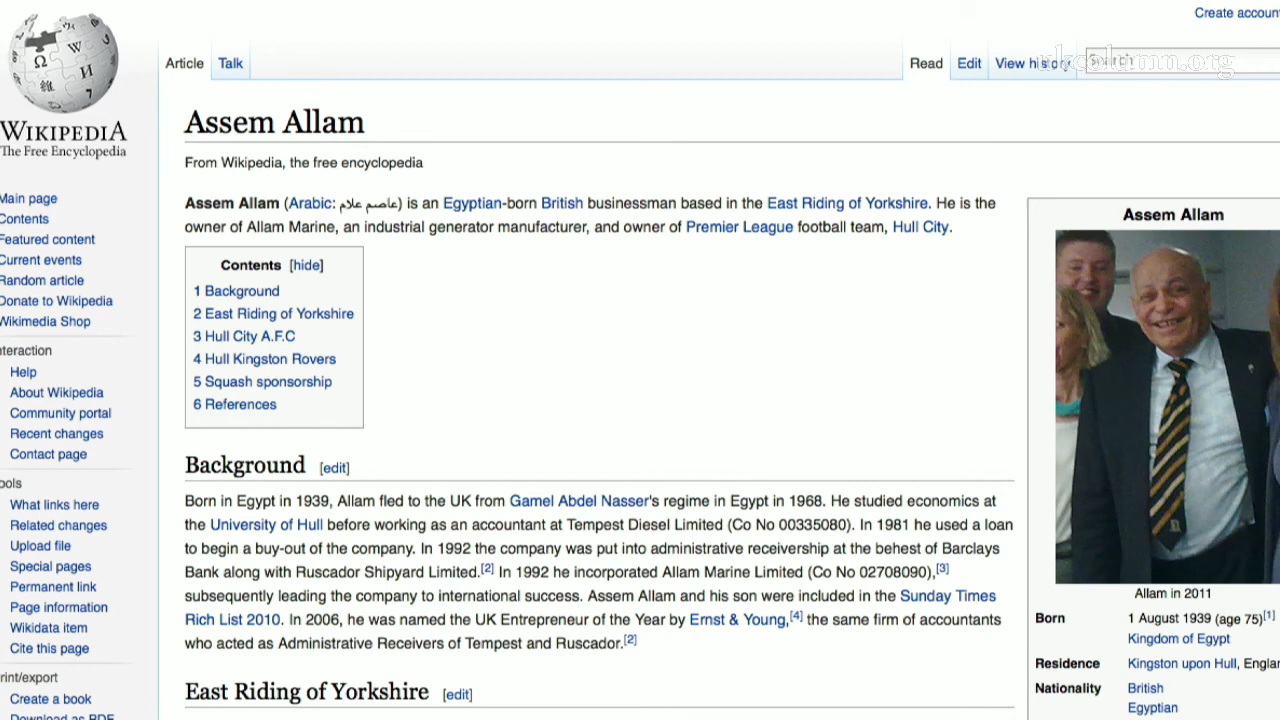 Create accoun
ukcolumn.org
Article Talk Read Edit View history Search
WIKIPEDIA
The Free Encyclopedia
Assem Allam
From Wikipedia, the free encyclopedia
Main page
Contents
Featured content
Current events
Random article
Donate to Wikipedia
Wikimedia Shop
nteraction
Help
About Wikipedia
Community portal
Recent changes
Contact page
ools
What links here
Related changes
Upload file
Special pages
Permanent link
Page information
Wikidata item
Cite this page
rint/export
Create a book
Download as PDF
Assem Allam (Arabic: عاصم علام) is an Egyptian-born British businessman based in the East Riding of Yorkshire. He is the
owner of Allam Marine, an industrial generator manufacturer, and owner of Premier League football team, Hull City.
Contents [hide]
1 Background
2 East Riding of Yorkshire
3 Hull City A.F.C
4 Hull Kingston Rovers
5 Squash sponsorship
6 References
Background [edit]
Born in Egypt in 1939, Allam fled to the UK from Gamel Abdel Nasser's regime in Egypt in 1968. He studied economics at
the University of Hull before working as an accountant at Tempest Diesel Limited (Co No 00335080). In 1981 he used a loan
to begin a buy-out of the company. In 1992 the company was put into administrative receivership at the behest of Barclays
Bank along with Ruscador Shipyard Limited.[2] In 1992 he incorporated Allam Marine Limited (Co No 02708090),[3]
subsequently leading the company to international success. Assem Allam and his son were included in the Sunday Times
Rich List 2010. In 2006, he was named the UK Entrepreneur of the Year by Ernst & Young,[4] the same firm of accountants
who acted as Administrative Receivers of Tempest and Ruscador.[2]
East Riding of Yorkshire [edit]
Assem Allam
Allam in 2011
Born 1 August 1939 (age 75)[1]
Kingdom of Egypt
Residence Kingston upon Hull, Englan
Nationality British
Egyptian